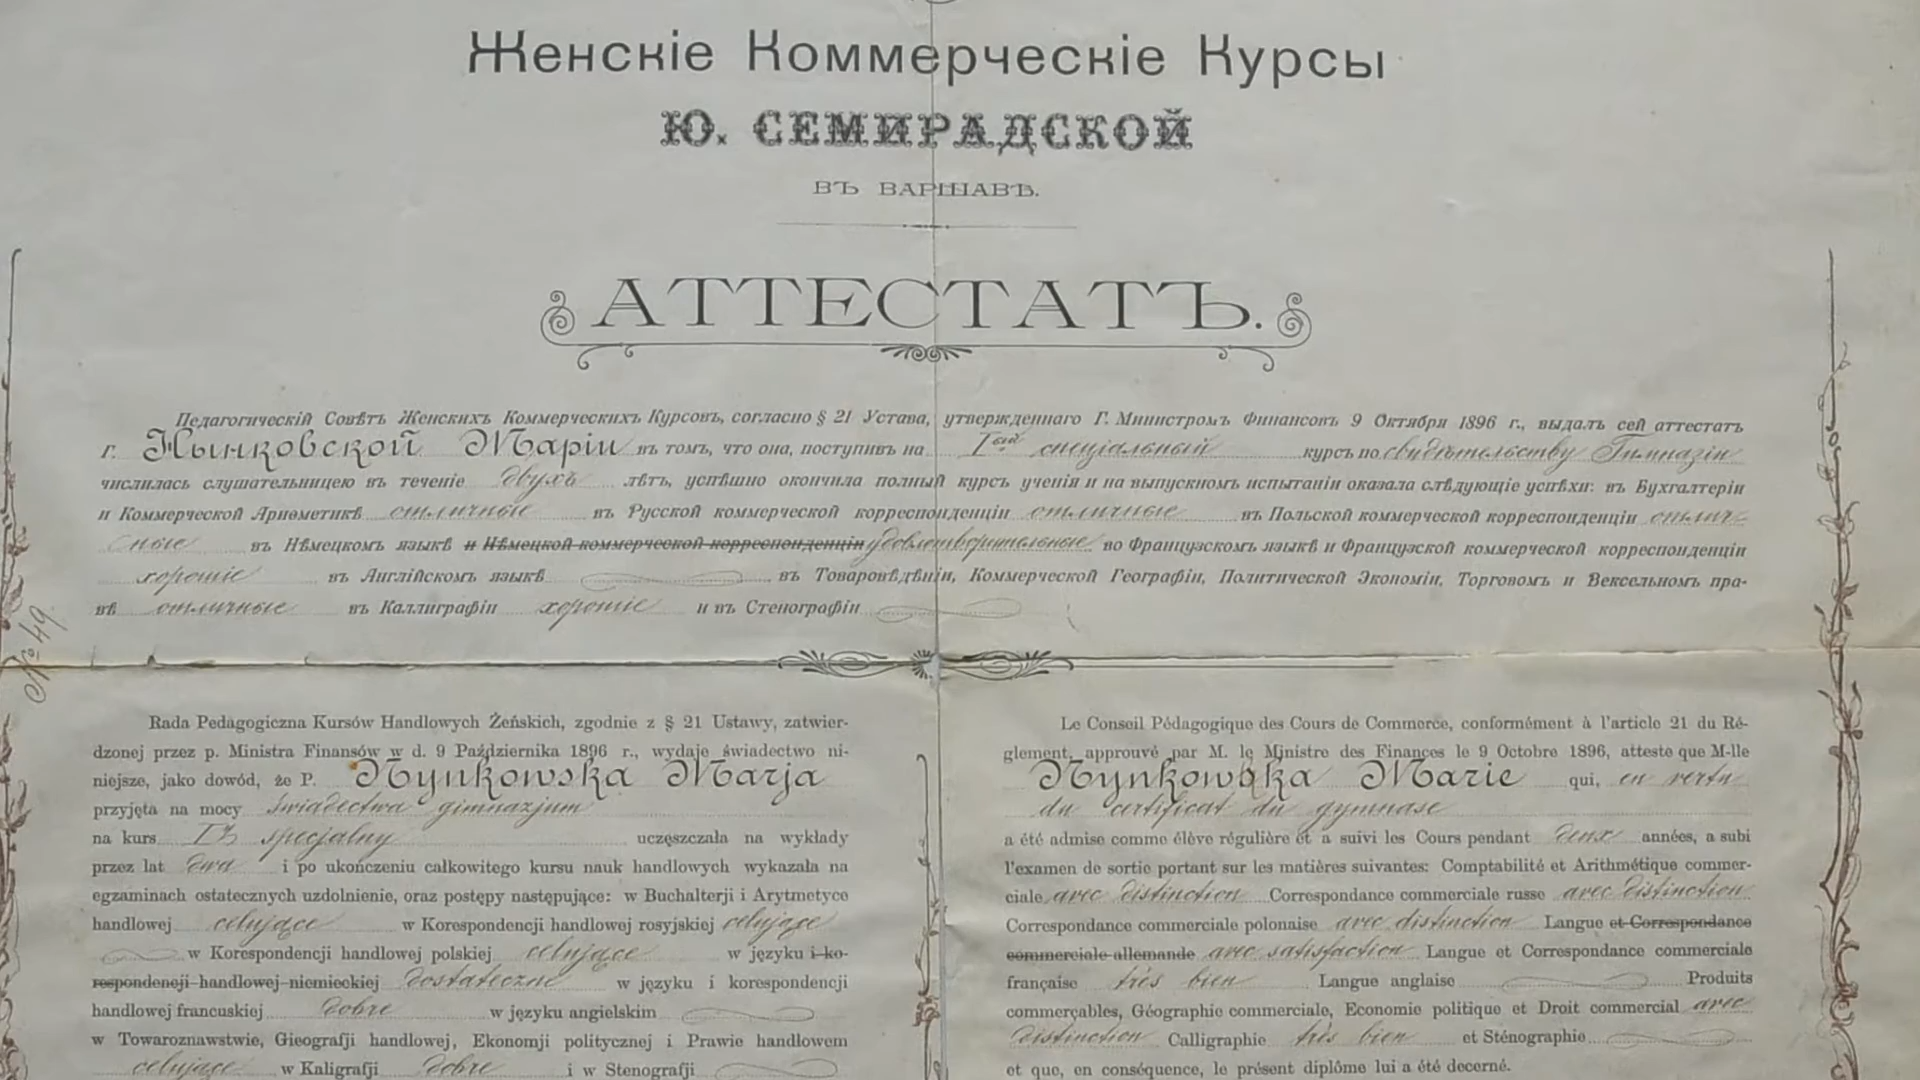 Женскіе Коммерческіе Курсы
Ю. СЕМИРАДСКОЙ
ВЪ ВАРШАВѢ.
АТТЕСТАТЪ.
Педагогическій Совѣтъ Женскихъ Коммерческихъ Курсовъ, согласно § 21 Устава, утвержденнаго Г. Министромъ Финансовъ 9 Октября 1896 г., выдалъ сей аттестатъ
г. Нынковской Маріи въ томъ, что она, поступивъ на Iый спеціальный курсъ по свидѣтельству Гимназіи
числилась слушательницею въ теченіе двухъ лѣтъ, успѣшно окончила полный курсъ ученія и на выпускномъ испытаніи оказала слѣдующіе успѣхи: въ Бухгалтеріи
и Коммерческой Ариѳметикѣ отличные въ Русской коммерческой корреспонденціи отличные въ Польской коммерческой корреспонденціи отлич-
ные въ Нѣмецкомъ языкѣ и Нѣмецкой коммерческой корреспонденціи удовлетворительные во Французскомъ языкѣ и Французской коммерческой корреспонденціи
хорошіе въ Англійскомъ языкѣ въ Товаровѣдѣніи, Коммерческой Географіи, Политической Экономіи, Торговомъ и Вексельномъ пра-
вѣ отличные въ Каллиграфіи хорошіе и въ Стенографіи
№ 49.
Rada Pedagogiczna Kursów Handlowych Żeńskich, zgodnie z § 21 Ustawy, zatwier-
dzonej przez p. Ministra Finansów w d. 9 Października 1896 r., wydaje świadectwo ni-
niejsze, jako dowód, że P. Nynkowska Marja
przyjęta na mocy świadectwa gimnazjum
na kurs I specjalny uczęszczała na wykłady
przez lat dwa i po ukończeniu całkowitego kursu nauk handlowych wykazała na
egzaminach ostatecznych uzdolnienie, oraz postępy następujące: w Buchalterji i Arytmetyce
handlowej celujące w Korespondencji handlowej rosyjskiej celujące
w Korespondencji handlowej polskiej celujące w języku i ko-
respondencji handlowej niemieckiej dostateczne w języku i korespondencji
handlowej francuskiej dobre w języku angielskim
w Towaroznawstwie, Gieografji handlowej, Ekonomji politycznej i Prawie handlowem
celujące w Kaligrafji dobre i w Stenografji
Le Conseil Pédagogique des Cours de Commerce, conformément à l'article 21 du Ré-
glement, approuvé par M. le Ministre des Finances le 9 Octobre 1896, atteste que M-lle
Nynkowska Marie qui, en vertu
du certificat du gymnase
a été admise comme élève régulière et a suivi les Cours pendant deux années, a subi
l'examen de sortie portant sur les matières suivantes: Comptabilité et Arithmétique commer-
ciale avec distinction Correspondance commerciale russe avec distinction
Correspondance commerciale polonaise avec distinction Langue et Correspondance
commerciale allemande avec satisfaction Langue et Correspondance commerciale
française très bien Langue anglaise Produits
commerçables, Géographie commerciale, Economie politique et Droit commercial avec
distinction Calligraphie très bien et Sténographie
et que, en conséquence, le présent diplôme lui a été decerné.